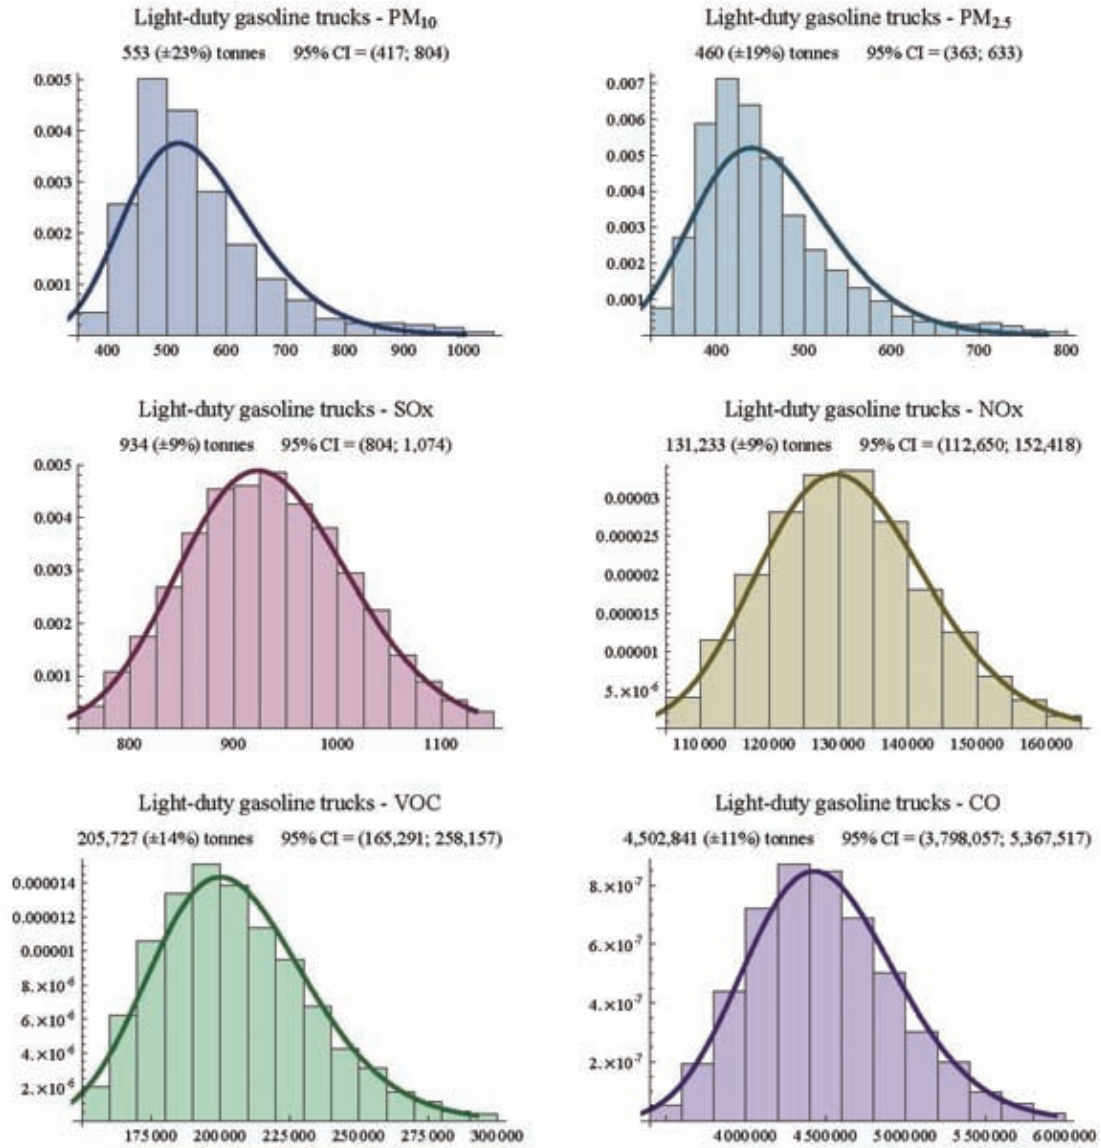 Light-duty gasoline trucks - PM₁₀
553 (±23%) tonnes 95% CI = (417; 804)
0.005
0.004
0.003
0.002
0.001
400 500 600 700 800 900 1000
Light-duty gasoline trucks - PM₂.₅
460 (±19%) tonnes 95% CI = (363; 633)
0.007
0.006
0.005
0.004
0.003
0.002
0.001
400 500 600 700 800
Light-duty gasoline trucks - SOx
934 (±9%) tonnes 95% CI = (804; 1,074)
0.005
0.004
0.003
0.002
0.001
800 900 1000 1100
Light-duty gasoline trucks - NOx
131,233 (±9%) tonnes 95% CI = (112,650; 152,418)
0.00003
0.000025
0.00002
0.000015
0.00001
5.×10⁻⁶
110000 120000 130000 140000 150000 160000
Light-duty gasoline trucks - VOC
205,727 (±14%) tonnes 95% CI = (165,291; 258,157)
0.000014
0.000012
0.00001
8.×10⁻⁶
6.×10⁻⁶
4.×10⁻⁶
2.×10⁻⁶
175000 200000 225000 250000 275000 300000
Light-duty gasoline trucks - CO
4,502,841 (±11%) tonnes 95% CI = (3,798,057; 5,367,517)
8.×10⁻⁷
6.×10⁻⁷
4.×10⁻⁷
2.×10⁻⁷
4000000 4500000 5000000 5500000 6000000